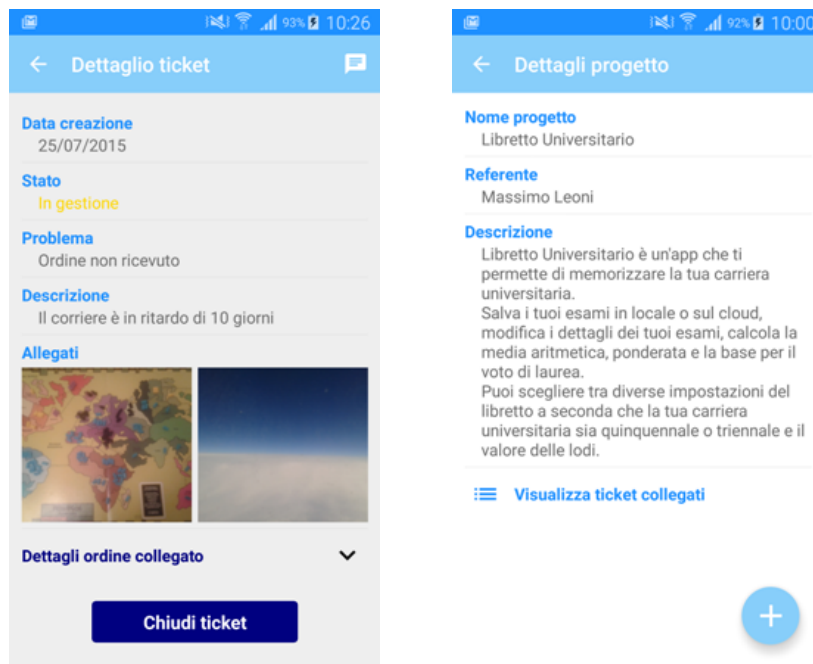 93% 10:26
Dettaglio ticket
Data creazione
25/07/2015
Stato
In gestione
Problema
Ordine non ricevuto
Descrizione
Il corriere è in ritardo di 10 giorni
Allegati
Dettagli ordine collegato
Chiudi ticket
92% 10:00
Dettagli progetto
Nome progetto
Libretto Universitario
Referente
Massimo Leoni
Descrizione
Libretto Universitario è un'app che ti
permette di memorizzare la tua carriera
universitaria.
Salva i tuoi esami in locale o sul cloud,
modifica i dettagli dei tuoi esami, calcola la
media aritmetica, ponderata e la base per il
voto di laurea.
Puoi scegliere tra diverse impostazioni del
libretto a seconda che la tua carriera
universitaria sia quinquennale o triennale e il
valore delle lodi.
Visualizza ticket collegati